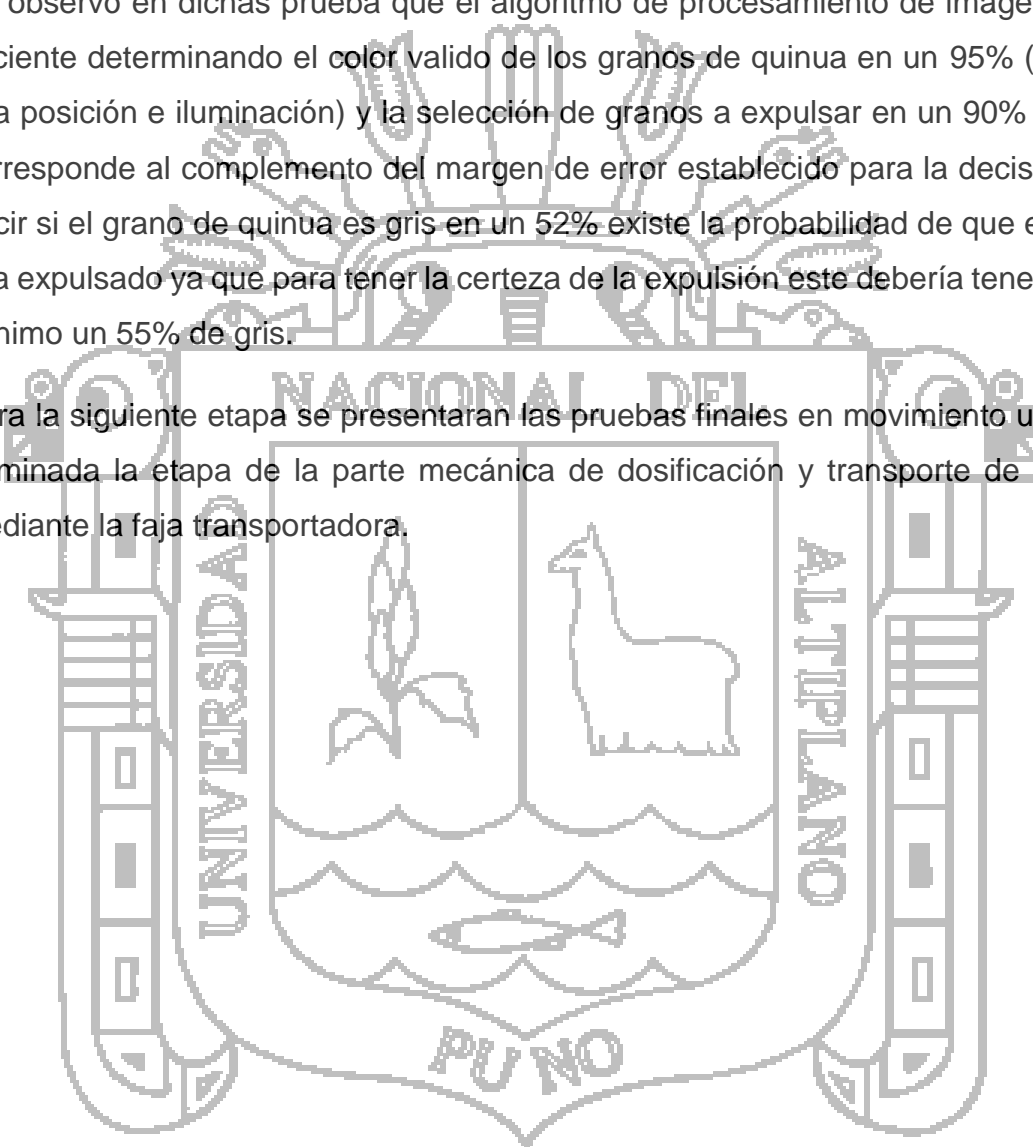 observó en dichas prueba que el algoritmo de procesamiento de image
ciente determinando el color valido de los granos de quinua en un 95% (
a posición e iluminación) y la selección de granos a expulsar en un 90%
rresponde al complemento del margen de error establecido para la decis
cir si el grano de quinua es gris en un 52% existe la probabilidad de que e
a expulsado ya que para tener la certeza de la expulsión este debería tene
nimo un 55% de gris.
ra la siguiente etapa se presentaran las pruebas finales en movimiento u
minada la etapa de la parte mecánica de dosificación y transporte de
ediante la faja transportadora.
NACIONAL DEL
UNIVERSIDAD
ALTIPLANO
PUNO